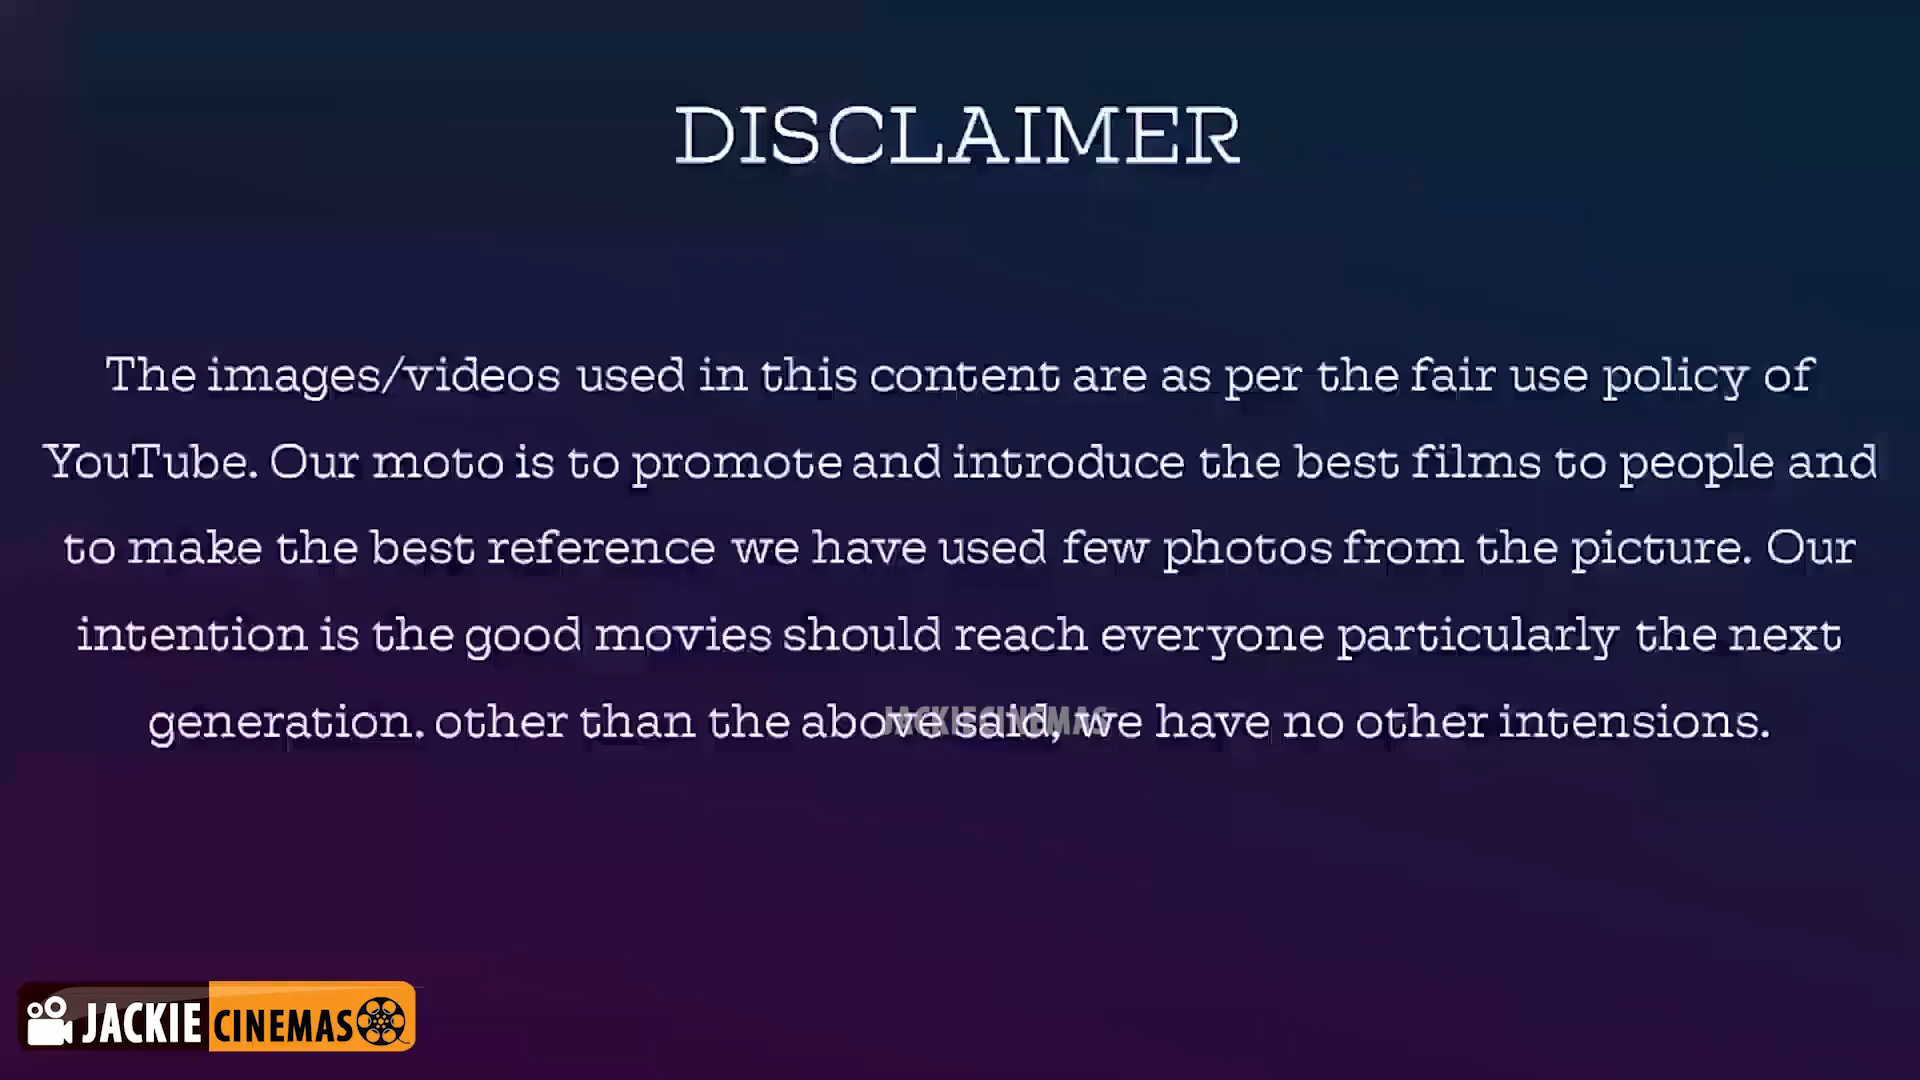 DISCLAIMER
The images/videos used in this content are as per the fair use policy of
YouTube. Our moto is to promote and introduce the best films to people and
to make the best reference we have used few photos from the picture. Our
intention is the good movies should reach everyone particularly the next
generation. other than the above said, we have no other intensions.
JACKIECINEMAS
JACKIE CINEMAS